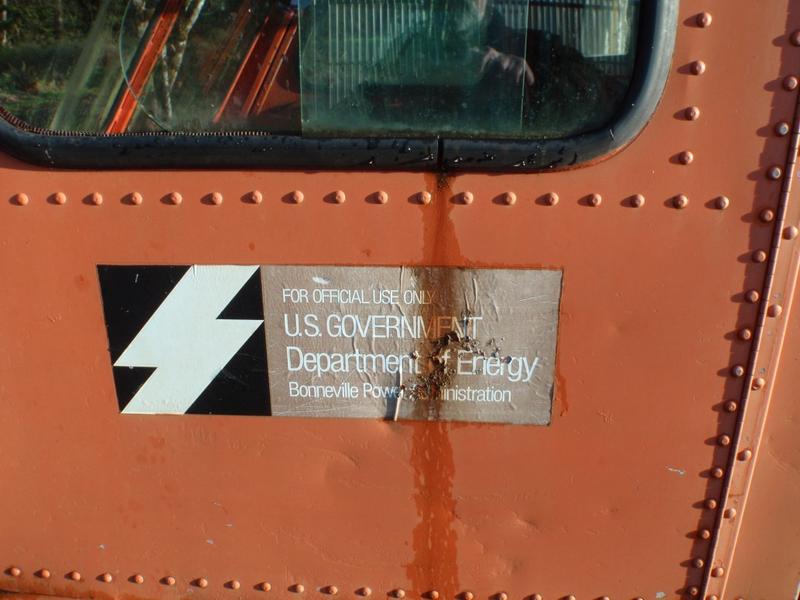 FOR OFFICIAL USE ONLY
U.S. GOVERNMENT
Department of Energy
Bonneville Power Administration